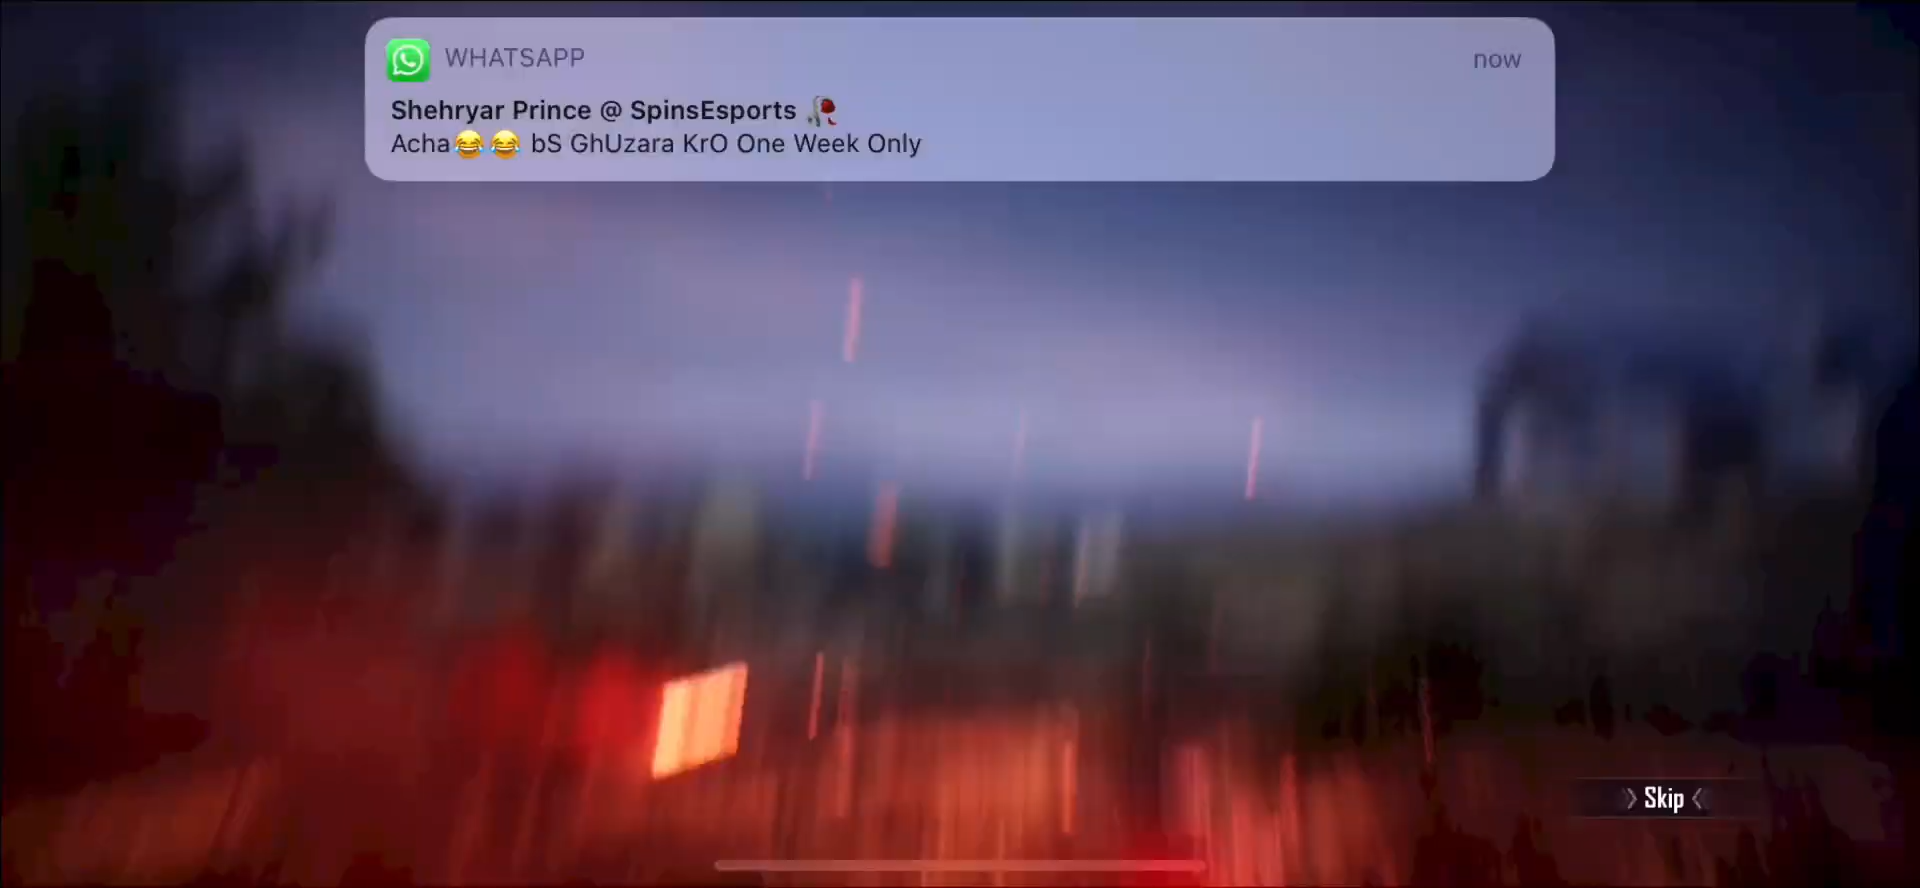 WHATSAPP
now
Shehryar Prince @ SpinsEsports 🥀
Acha😂😂 bS GhUzara KrO One Week Only
Skip